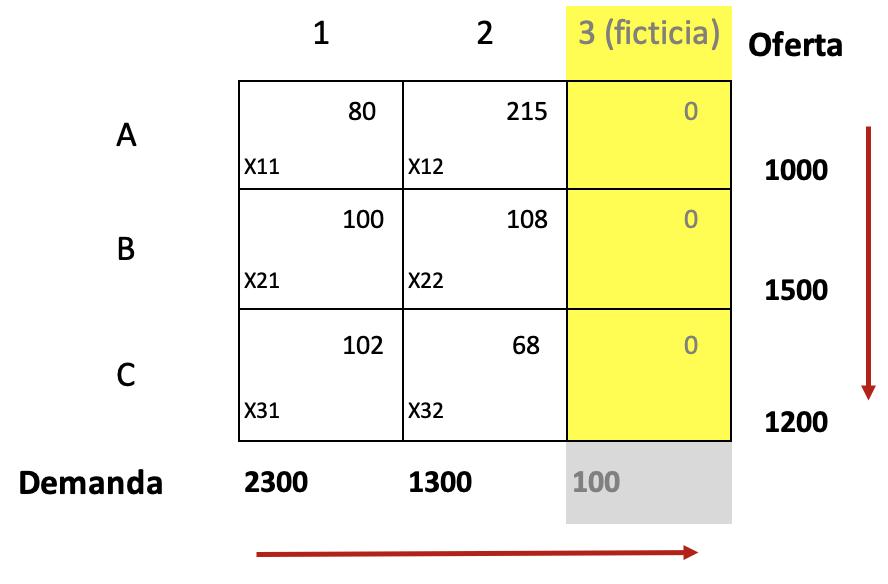 1 2 3 (ficticia) Oferta
A 80 215 0
X11 X12 1000
B 100 108 0
X21 X22 1500
C 102 68 0
X31 X32 1200
Demanda 2300 1300 100